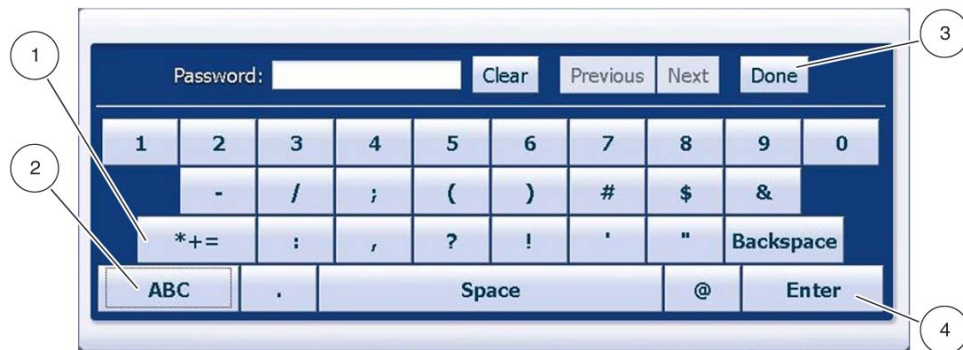 Password: Clear Previous Next Done
1 2 3 4 5 6 7 8 9 0
- / ; ( ) # $ &
*+= : , ? ! ' " Backspace
ABC . Space @ Enter
1
2
3
4